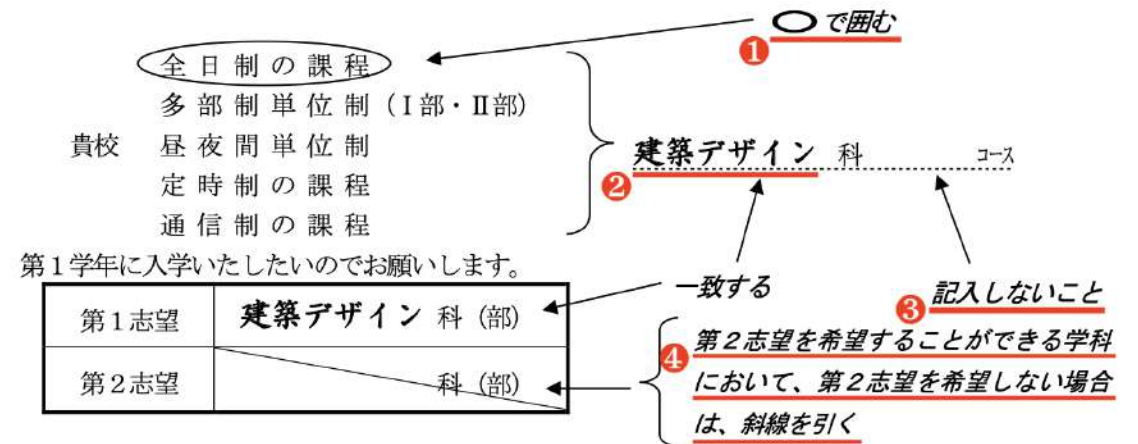 ○で囲む
❶
全日制の課程
多部制単位制（Ⅰ部・Ⅱ部）
貴校 昼夜間単位制
定時制の課程
通信制の課程
建築デザイン 科 コース
❷
第１学年に入学いたしたいのでお願いします。
一致する
❸ 記入しないこと
第１志望 建築デザイン 科（部）
第２志望 科（部）
❹ 第２志望を希望することができる学科
において、第２志望を希望しない場合
は、斜線を引く